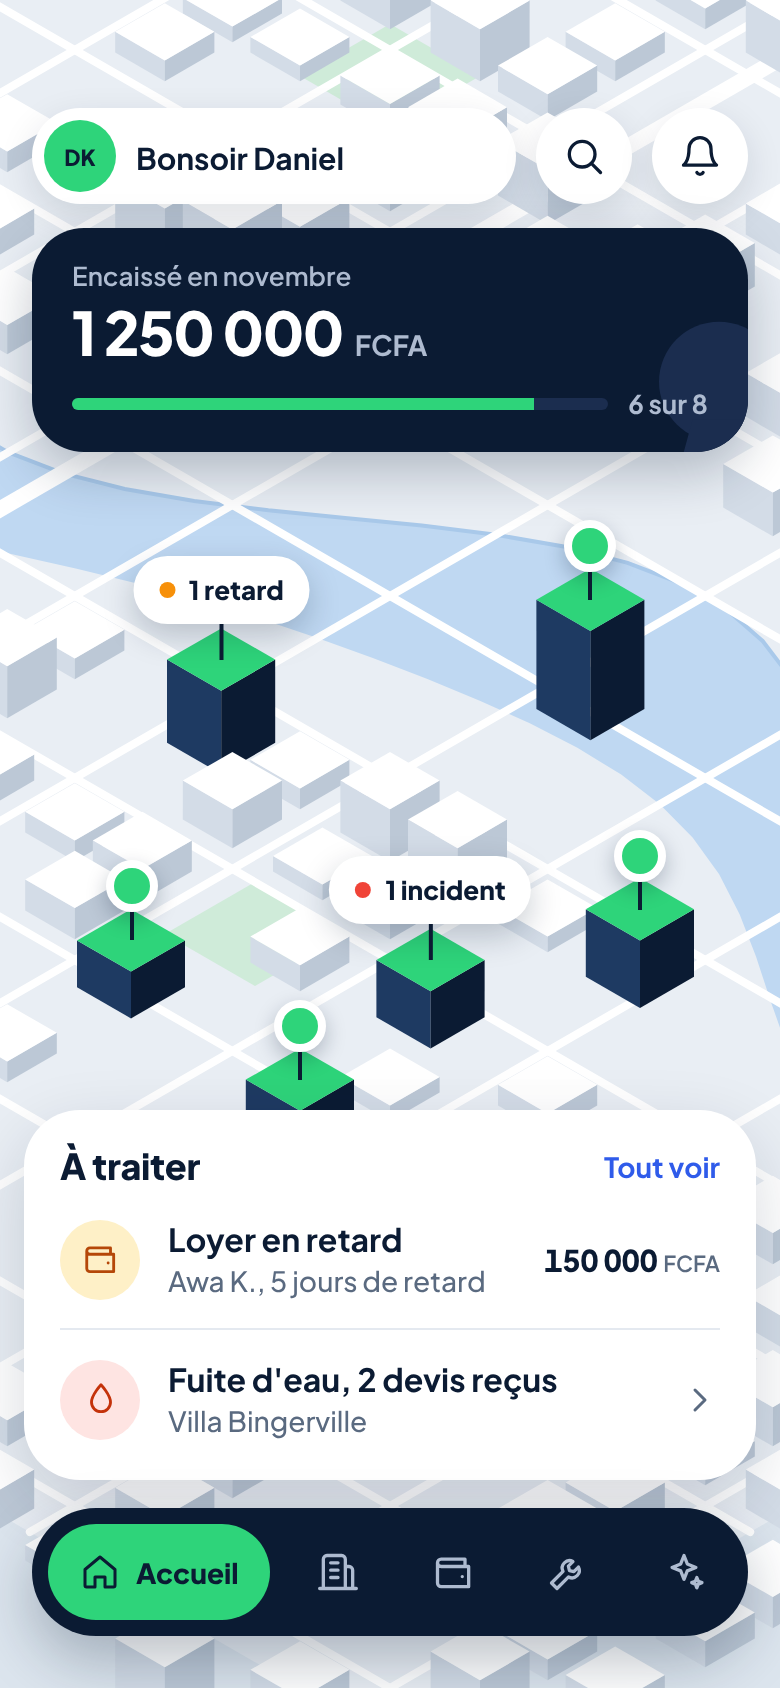 DK
Bonsoir Daniel
Encaissé en novembre
1 250 000 FCFA
6 sur 8
1 retard
1 incident
À traiter
Tout voir
Loyer en retard
Awa K., 5 jours de retard
150 000 FCFA
Fuite d'eau, 2 devis reçus
Villa Bingerville
Accueil